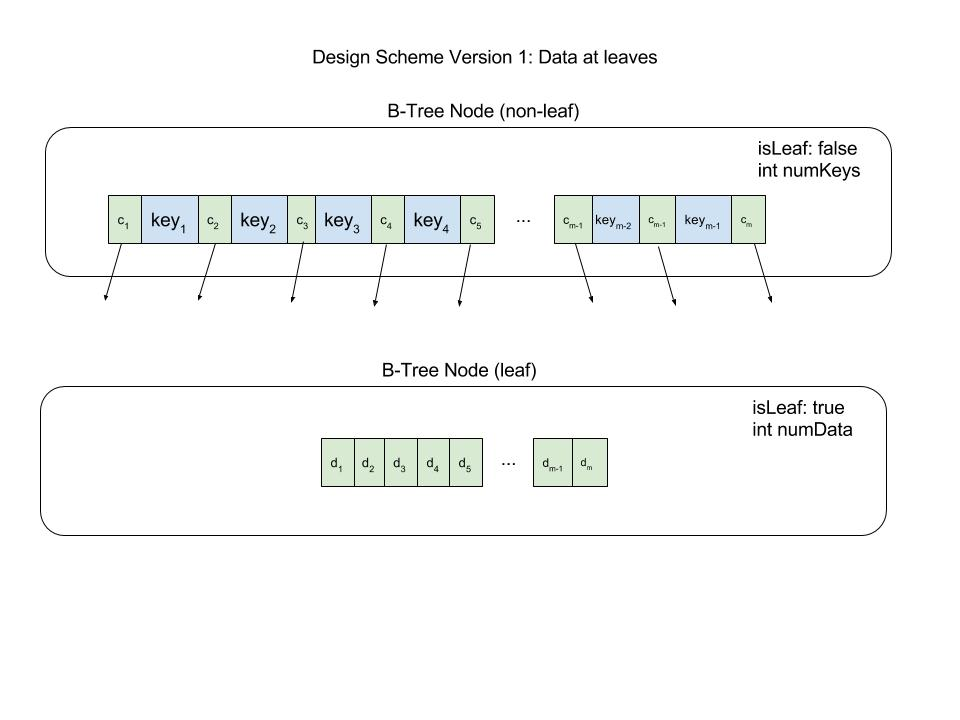 Design Scheme Version 1: Data at leaves
B-Tree Node (non-leaf)
isLeaf: false
int numKeys
c₁ key₁ c₂ key₂ c₃ key₃ c₄ key₄ c₅ ... cₘ₋₁ keyₘ₋₂ cₘ₋₁ keyₘ₋₁ cₘ
B-Tree Node (leaf)
isLeaf: true
int numData
d₁ d₂ d₃ d₄ d₅ ... dₘ₋₁ dₘ